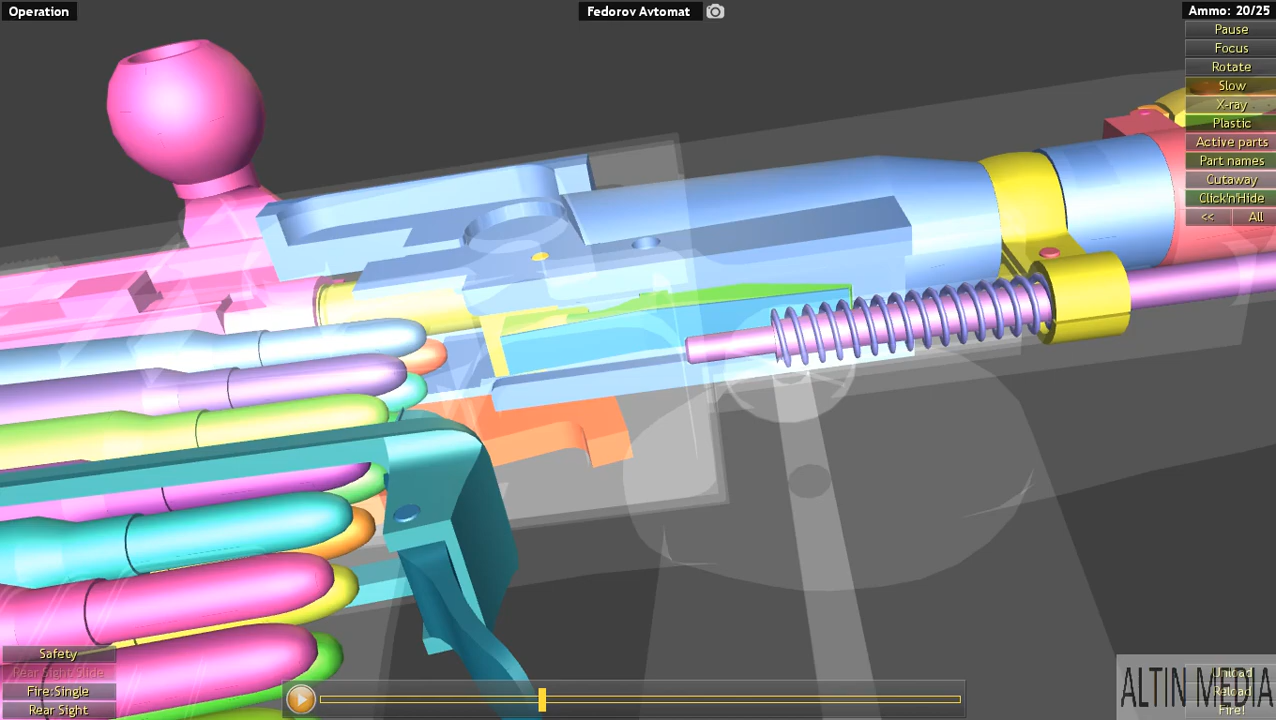 Operation
Fedorov Avtomat
Ammo: 20/25
Pause
Focus
Rotate
Slow
X-ray
Plastic
Active parts
Part names
Cutaway
Click'n'Hide
<< All
Safety
Rear Sight/Slide
Fire:Single
Rear Sight
Unload
Reload
Fire!
ALTIN MEDIA